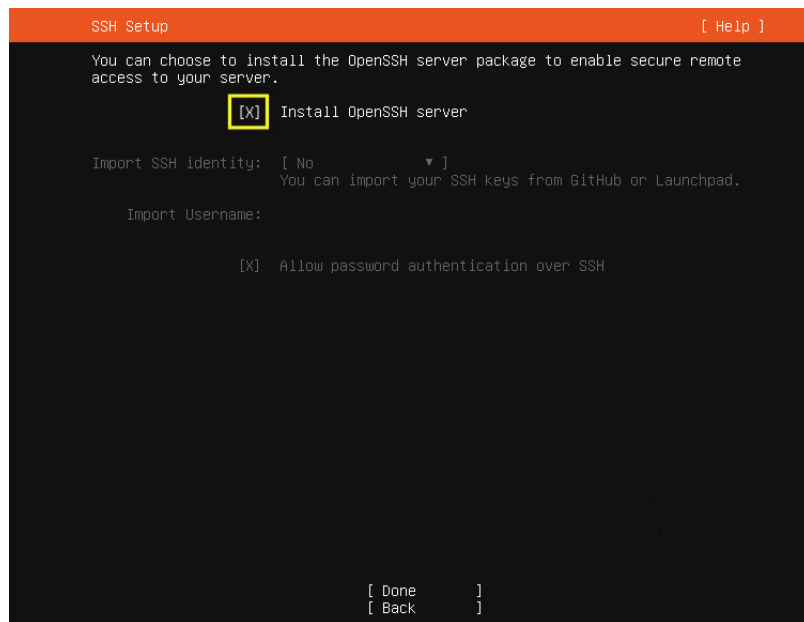 SSH Setup [ Help ]
You can choose to install the OpenSSH server package to enable secure remote
access to your server.
[X] Install OpenSSH server
Import SSH identity: [ No ▾ ]
You can import your SSH keys from GitHub or Launchpad.
Import Username:
[X] Allow password authentication over SSH
[ Done ]
[ Back ]